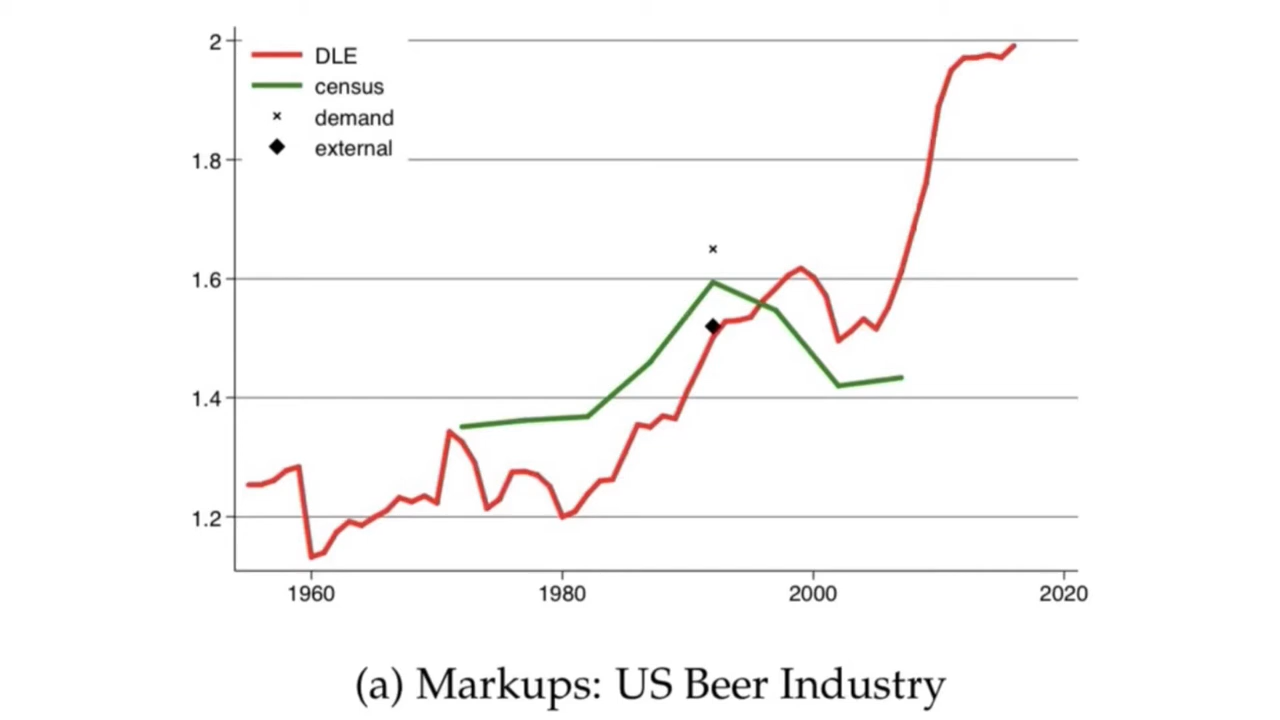 2
DLE
census
demand
external
1.8
1.6
1.4
1.2
1960 1980 2000 2020
(a) Markups: US Beer Industry